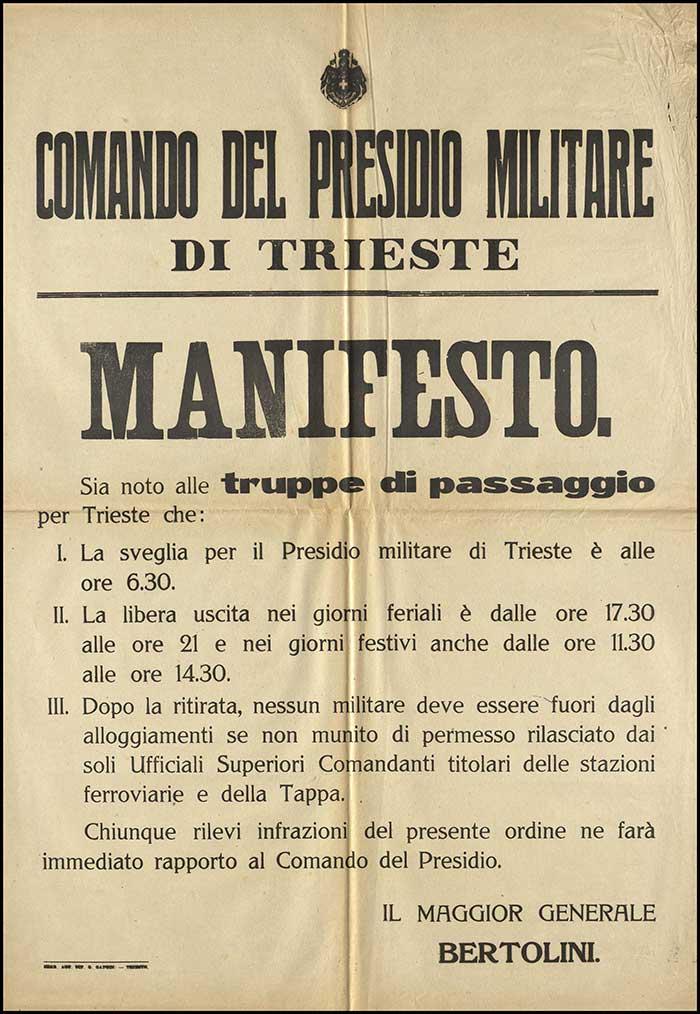 COMANDO DEL PRESIDIO MILITARE
DI TRIESTE
MANIFESTO.
Sia noto alle truppe di passaggio
per Trieste che:
I. La sveglia per il Presidio militare di Trieste è alle
ore 6.30.
II. La libera uscita nei giorni feriali è dalle ore 17.30
alle ore 21 e nei giorni festivi anche dalle ore 11.30
alle ore 14.30.
III. Dopo la ritirata, nessun militare deve essere fuori dagli
alloggiamenti se non munito di permesso rilasciato dai
soli Ufficiali Superiori Comandanti titolari delle stazioni
ferroviarie e della Tappa.
Chiunque rilevi infrazioni del presente ordine ne farà
immediato rapporto al Comando del Presidio.
IL MAGGIOR GENERALE
BERTOLINI.
— TRIESTE.